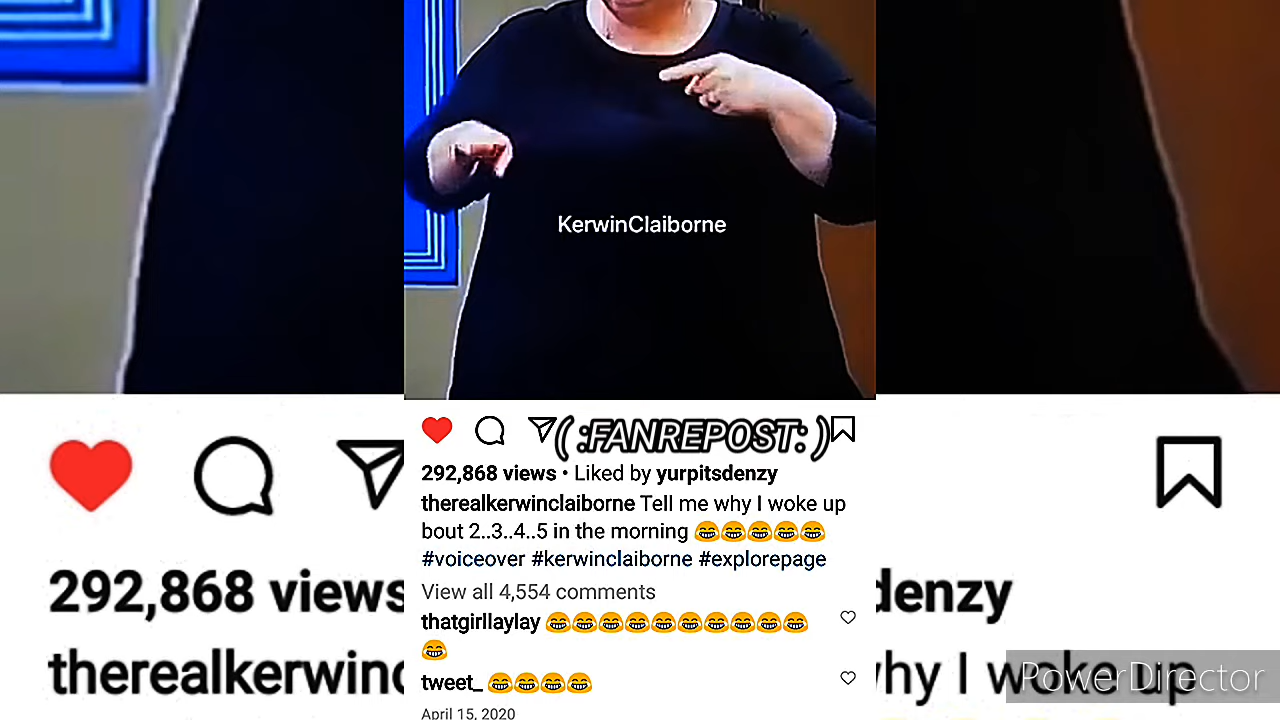 KerwinClaiborne
( :FANREPOST: )
292,868 views • Liked by yurpitsdenzy
therealkerwinclaiborne Tell me why I woke up
bout 2..3..4..5 in the morning 😂😂😂😂😂
#voiceover #kerwinclaiborne #explorepage
View all 4,554 comments
thatgirllaylay 😂😂😂😂😂😂😂😂😂😂
😂
tweet_ 😂😂😂😂
April 15, 2020
292,868 views
denzy
therealkerwinc
why I woke up
PowerDirector